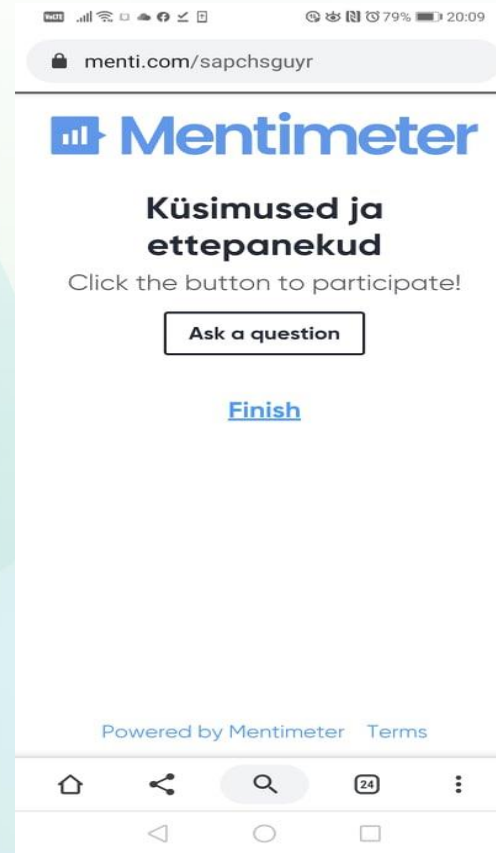 VoLTE 79% 20:09
menti.com/sapchsguyr
Mentimeter
Küsimused ja
ettepanekud
Click the button to participate!
Ask a question
Finish
Powered by Mentimeter Terms
24